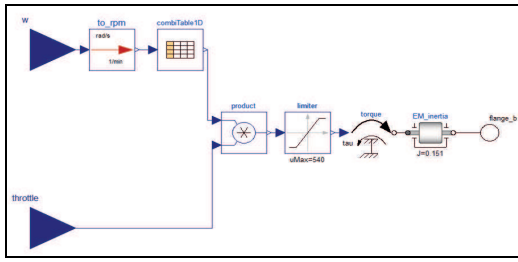 w
to_rpm
combiTable1D
rad/s
1/min
product
limiter
torque
EM_inertia
flange_b
tau
uMax=540
J=0.151
throttle